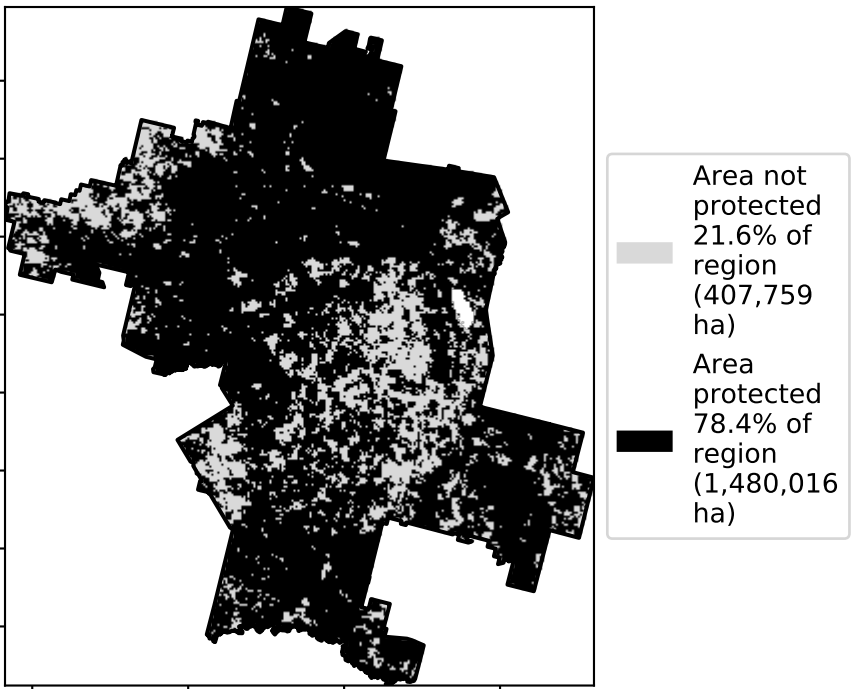 Area not
protected
21.6% of
region
(407,759
ha)
Area
protected
78.4% of
region
(1,480,016
ha)